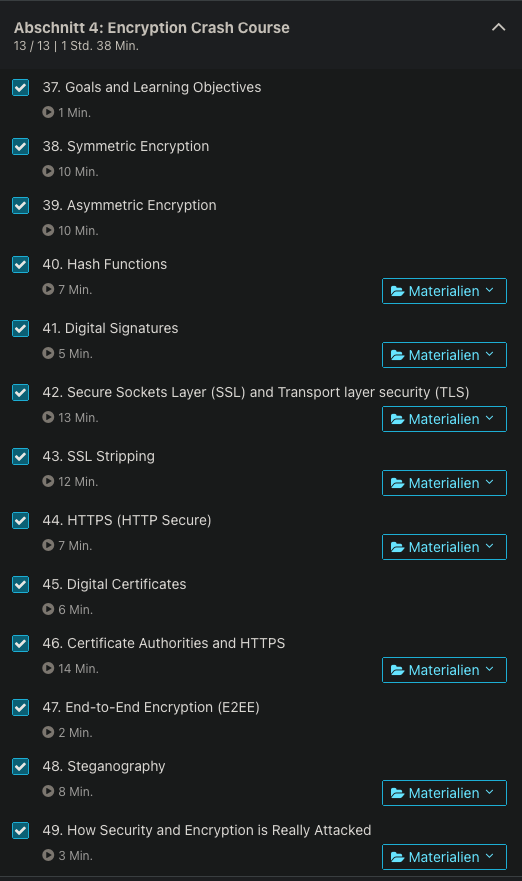 Abschnitt 4: Encryption Crash Course
13 / 13 | 1 Std. 38 Min.
37. Goals and Learning Objectives
1 Min.
38. Symmetric Encryption
10 Min.
39. Asymmetric Encryption
10 Min.
40. Hash Functions
7 Min.
Materialien
41. Digital Signatures
5 Min.
Materialien
42. Secure Sockets Layer (SSL) and Transport layer security (TLS)
13 Min.
Materialien
43. SSL Stripping
12 Min.
Materialien
44. HTTPS (HTTP Secure)
7 Min.
Materialien
45. Digital Certificates
6 Min.
46. Certificate Authorities and HTTPS
14 Min.
Materialien
47. End-to-End Encryption (E2EE)
2 Min.
48. Steganography
8 Min.
Materialien
49. How Security and Encryption is Really Attacked
3 Min.
Materialien